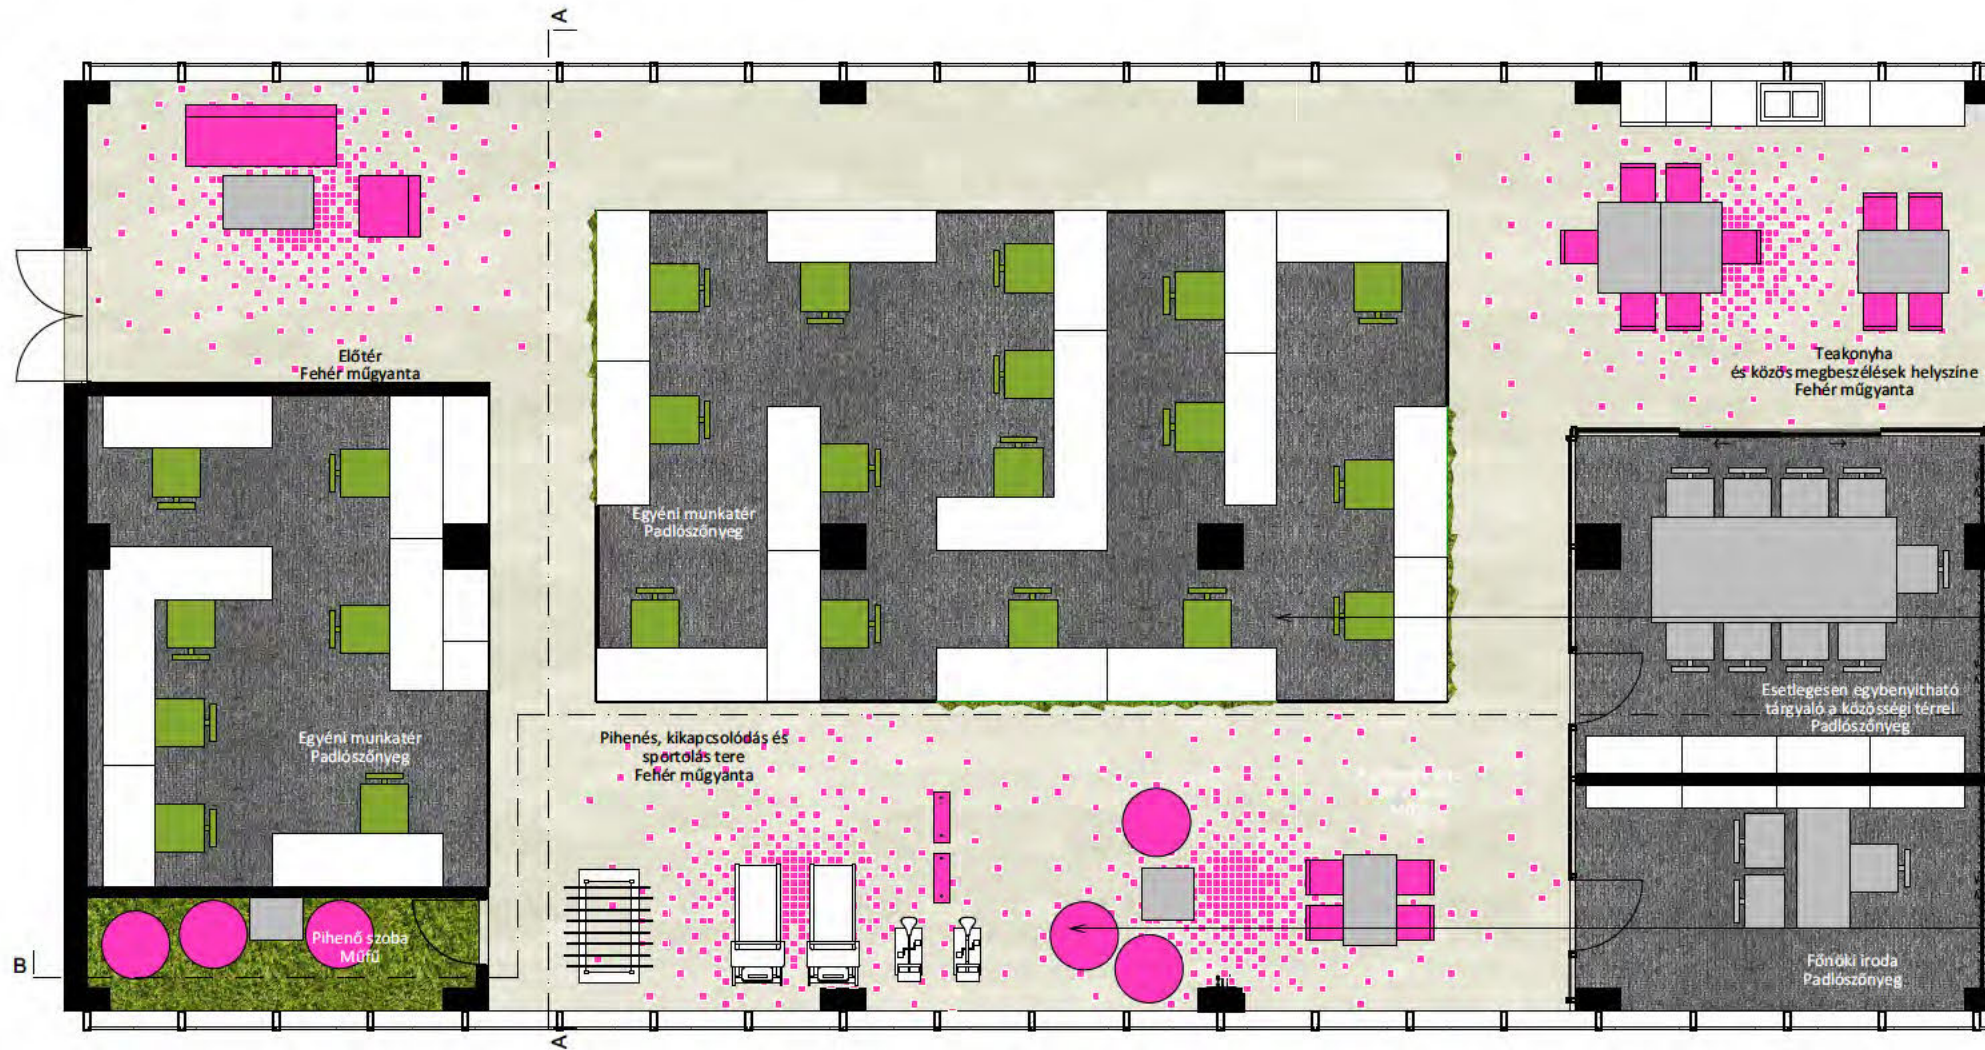 A
Előtér
Fehér műgyanta
Teakonyha
és közös megbeszélések helyszíne
Fehér műgyanta
Egyéni munkatér
Padlószőnyeg
Egyéni munkatér
Padlószőnyeg
Esetlegesen egybenyitható
tárgyaló a közösségi térrel
Padlószőnyeg
Pihenés, kikapcsolódás és
sportolás tere
Fehér műgyanta
Pihenő szoba
Műfű
Főnöki iroda
Padlószőnyeg
B
A